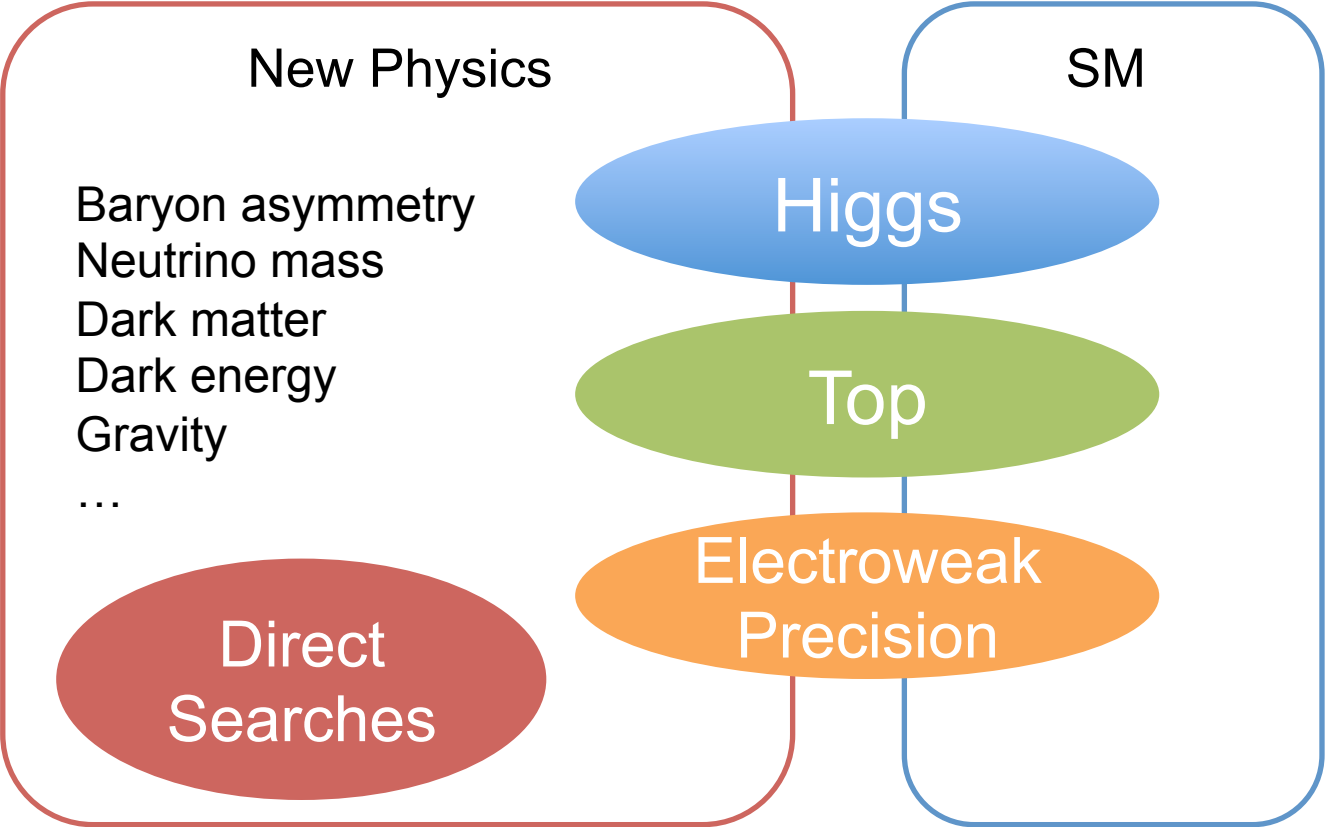 New Physics
SM
Baryon asymmetry
Neutrino mass
Dark matter
Dark energy
Gravity
…
Higgs
Top
Electroweak
Precision
Direct
Searches